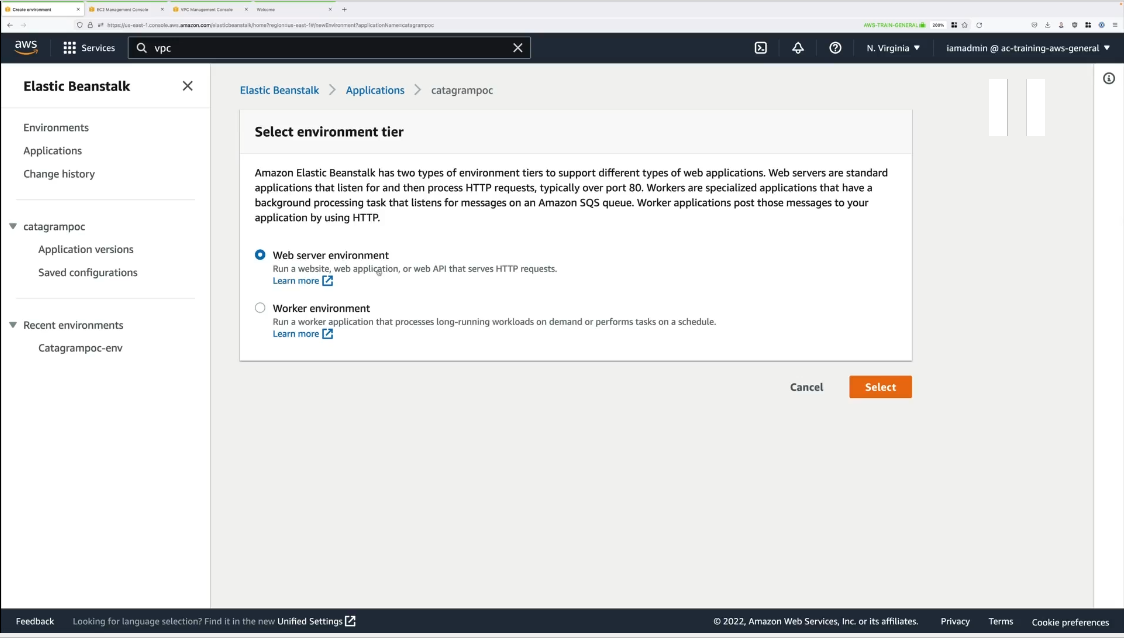 Create environment
EC2 Management Console
VPC Management Console
Welcome
https://us-east-1.console.aws.amazon.com/elasticbeanstalk/home?region=us-east-1#/newEnvironment?applicationName=catagrampoc
AWS-TRAIN-GENERAL
200%
aws
Services
vpc
N. Virginia
iamadmin @ ac-training-aws-general
Elastic Beanstalk
Environments
Applications
Change history
catagrampoc
Application versions
Saved configurations
Recent environments
Catagrampoc-env
Elastic Beanstalk
Applications
catagrampoc
Select environment tier
Amazon Elastic Beanstalk has two types of environment tiers to support different types of web applications. Web servers are standard
applications that listen for and then process HTTP requests, typically over port 80. Workers are specialized applications that have a
background processing task that listens for messages on an Amazon SQS queue. Worker applications post those messages to your
application by using HTTP.
Web server environment
Run a website, web application, or web API that serves HTTP requests.
Learn more
Worker environment
Run a worker application that processes long-running workloads on demand or performs tasks on a schedule.
Learn more
Cancel
Select
Feedback
Looking for language selection? Find it in the new Unified Settings
© 2022, Amazon Web Services, Inc. or its affiliates.
Privacy
Terms
Cookie preferences